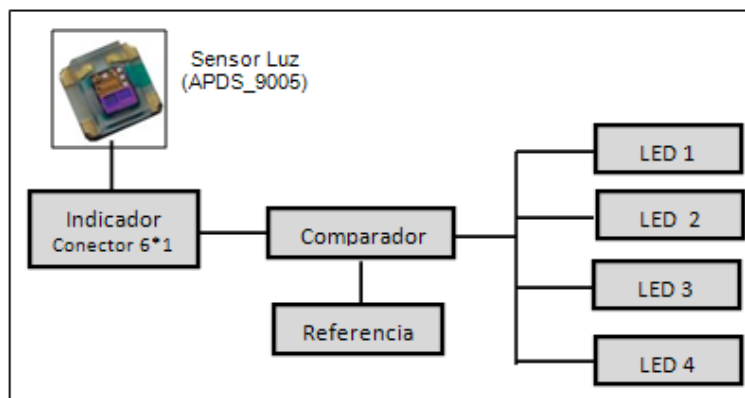 Sensor Luz
(APDS_9005)
Indicador
Conector 6*1
Comparador
Referencia
LED 1
LED 2
LED 3
LED 4